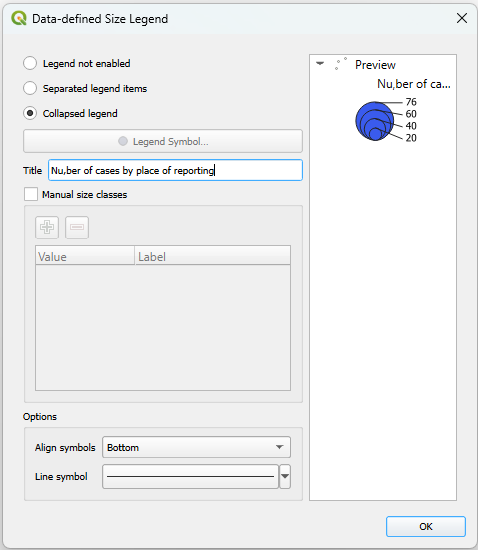 Data-defined Size Legend
Legend not enabled
Separated legend items
Collapsed legend
Legend Symbol...
Title Nu,ber of cases by place of reporting
Manual size classes
Value Label
Options
Align symbols Bottom
Line symbol
Preview
Nu,ber of ca...
76
60
40
20
OK